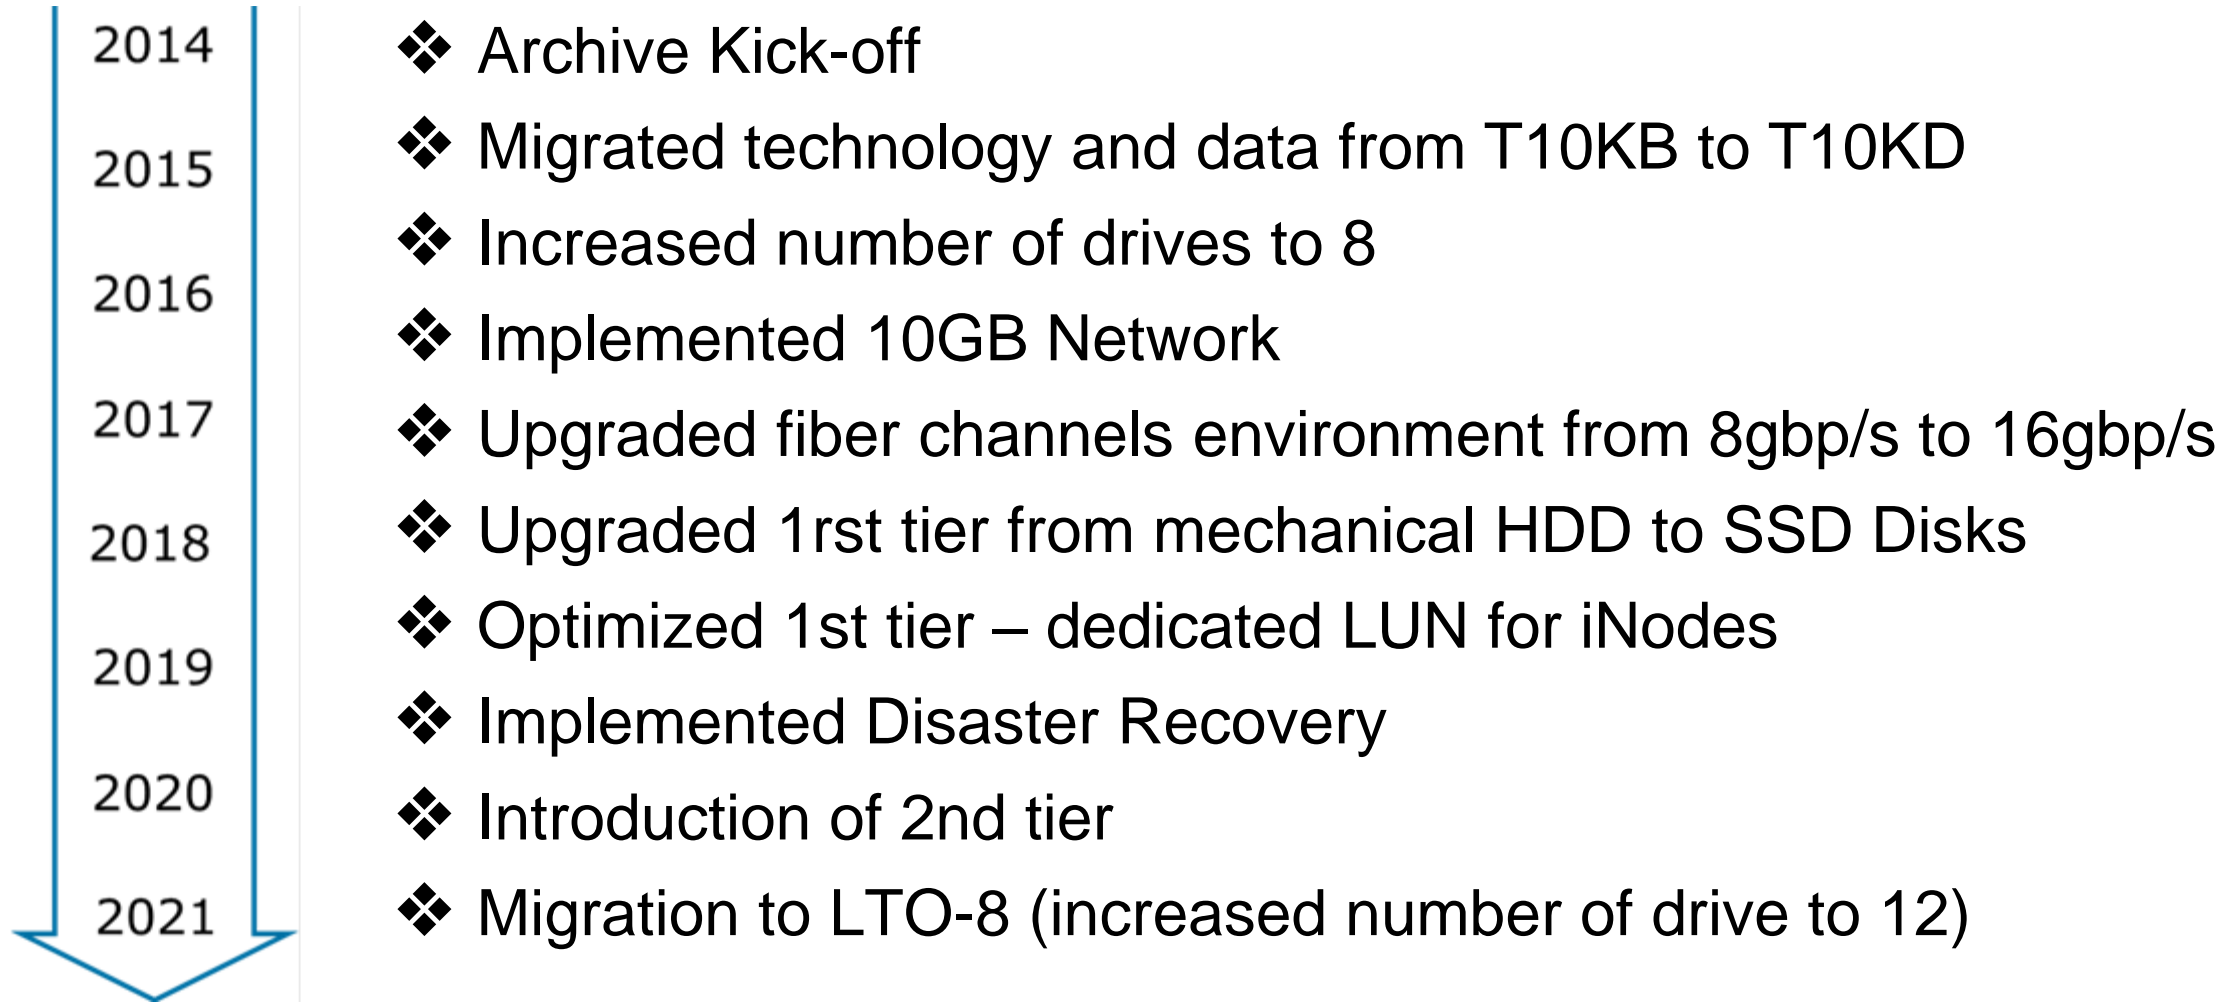 2014
2015
2016
2017
2018
2019
2020
2021
❖ Archive Kick-off
❖ Migrated technology and data from T10KB to T10KD
❖ Increased number of drives to 8
❖ Implemented 10GB Network
❖ Upgraded fiber channels environment from 8gbp/s to 16gbp/s
❖ Upgraded 1rst tier from mechanical HDD to SSD Disks
❖ Optimized 1st tier – dedicated LUN for iNodes
❖ Implemented Disaster Recovery
❖ Introduction of 2nd tier
❖ Migration to LTO-8 (increased number of drive to 12)